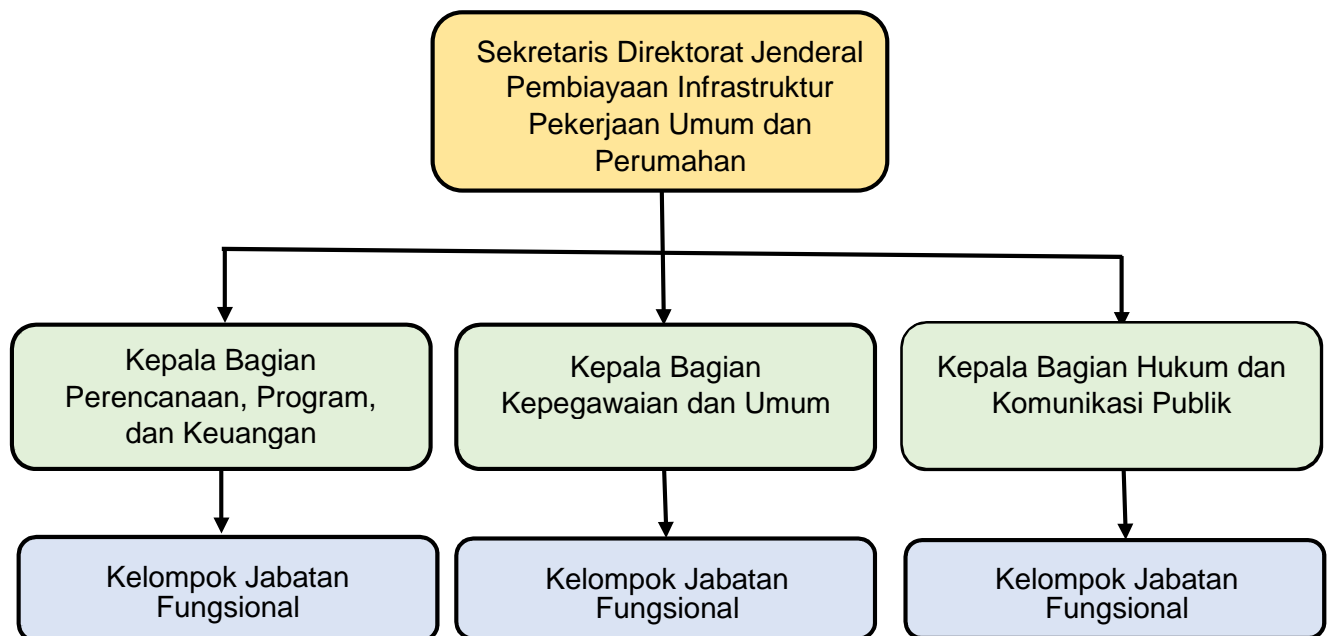 Sekretaris Direktorat Jenderal
Pembiayaan Infrastruktur
Pekerjaan Umum dan
Perumahan
Kepala Bagian
Perencanaan, Program,
dan Keuangan
Kepala Bagian
Kepegawaian dan Umum
Kepala Bagian Hukum dan
Komunikasi Publik
Kelompok Jabatan
Fungsional
Kelompok Jabatan
Fungsional
Kelompok Jabatan
Fungsional